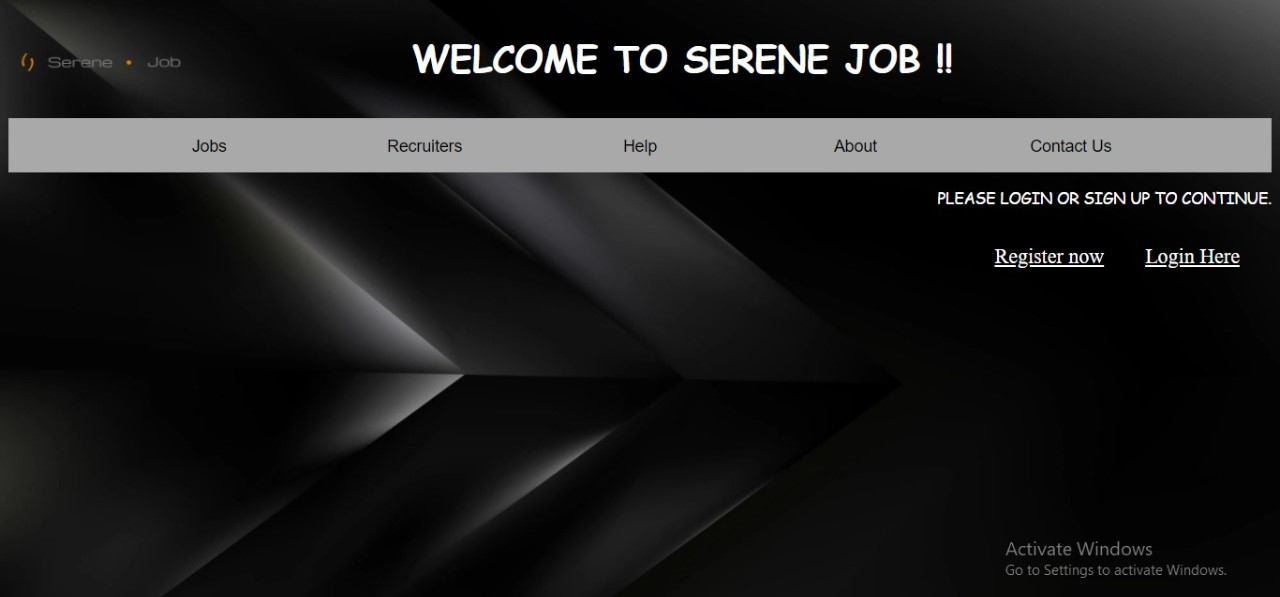 Serene • Job
WELCOME TO SERENE JOB !!
Jobs Recruiters Help About Contact Us
PLEASE LOGIN OR SIGN UP TO CONTINUE.
Register now Login Here
Activate Windows
Go to Settings to activate Windows.